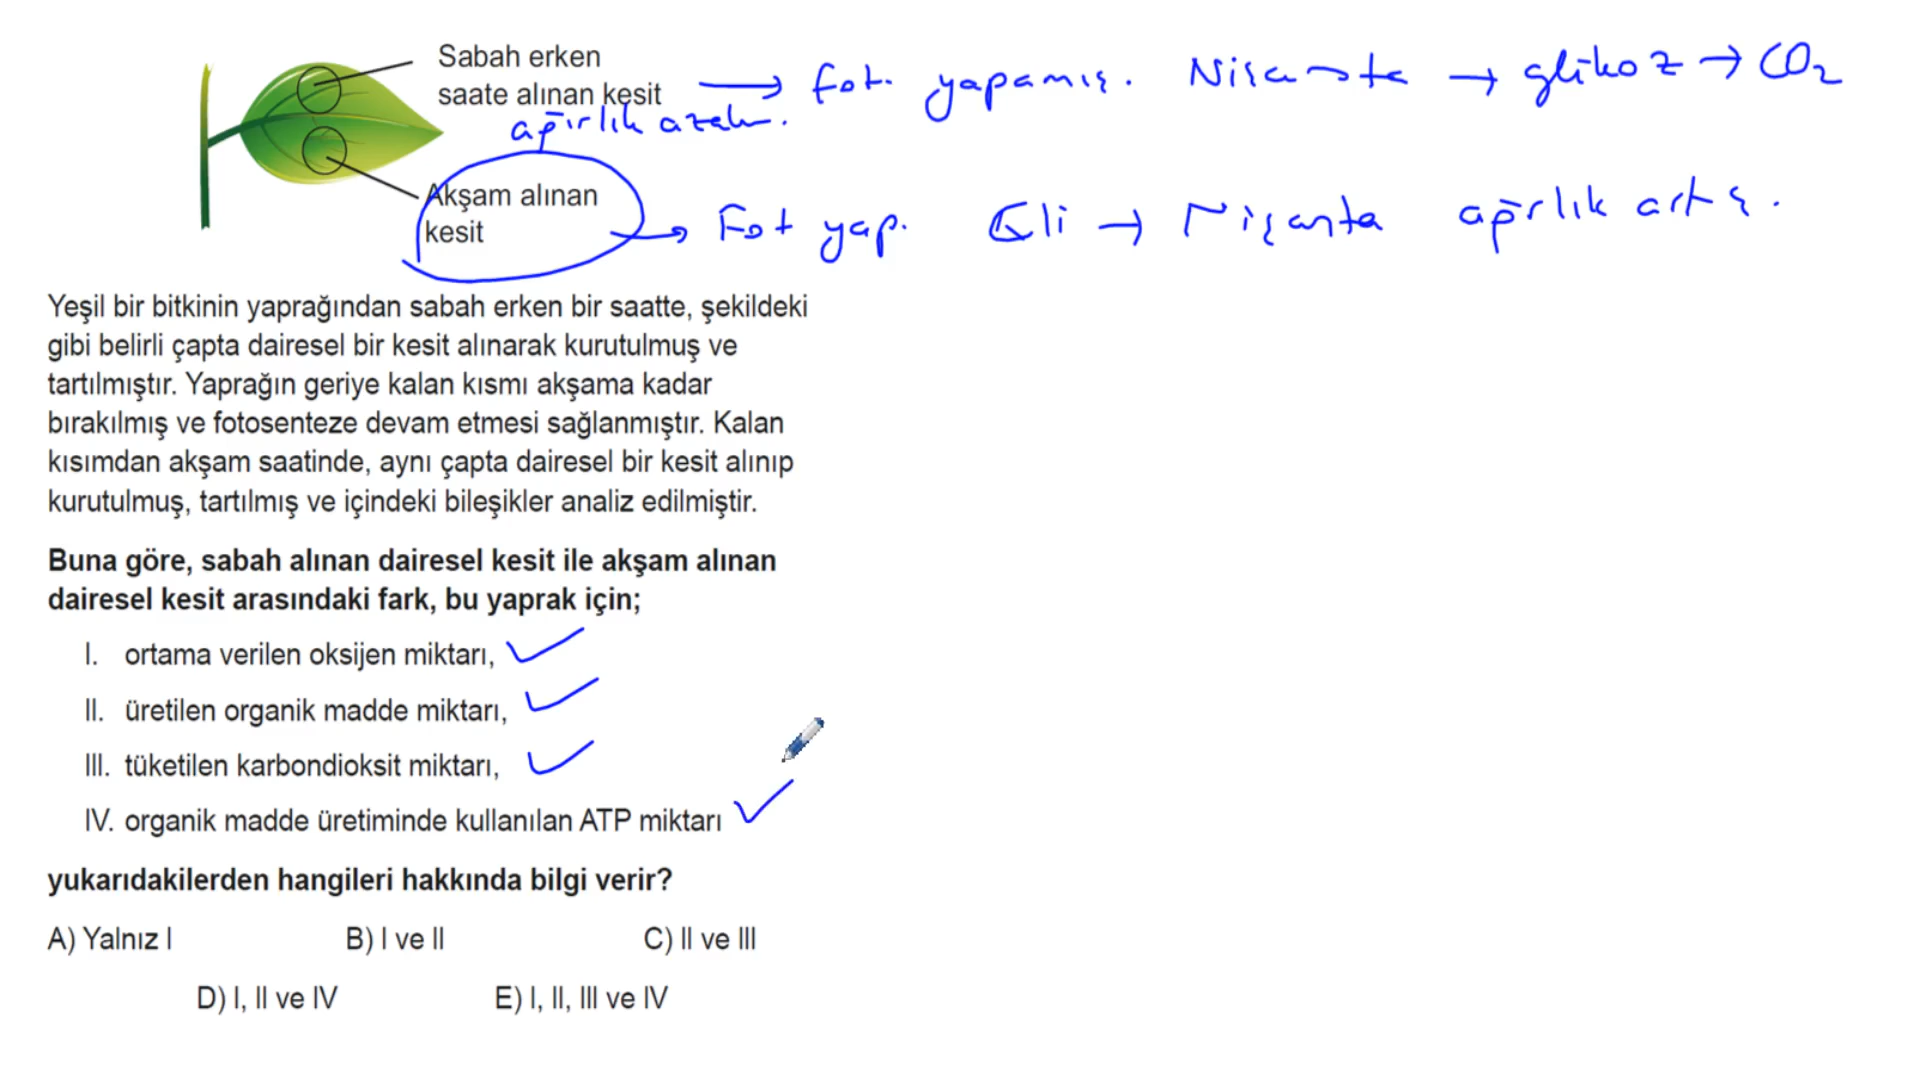 Sabah erken
saate alınan kesit → fot. yapamış. Nişasta → glikoz → CO₂
ağırlık azalır.
Akşam alınan
kesit → Fot yap. Gli → Nişasta ağırlık artış.
Yeşil bir bitkinin yaprağından sabah erken bir saatte, şekildeki
gibi belirli çapta dairesel bir kesit alınarak kurutulmuş ve
tartılmıştır. Yaprağın geriye kalan kısmı akşama kadar
bırakılmış ve fotosenteze devam etmesi sağlanmıştır. Kalan
kısımdan akşam saatinde, aynı çapta dairesel bir kesit alınıp
kurutulmuş, tartılmış ve içindeki bileşikler analiz edilmiştir.
Buna göre, sabah alınan dairesel kesit ile akşam alınan
dairesel kesit arasındaki fark, bu yaprak için;
I. ortama verilen oksijen miktarı,
II. üretilen organik madde miktarı,
III. tüketilen karbondioksit miktarı,
IV. organik madde üretiminde kullanılan ATP miktarı
yukarıdakilerden hangileri hakkında bilgi verir?
A) Yalnız I B) I ve II C) II ve III
D) I, II ve IV E) I, II, III ve IV